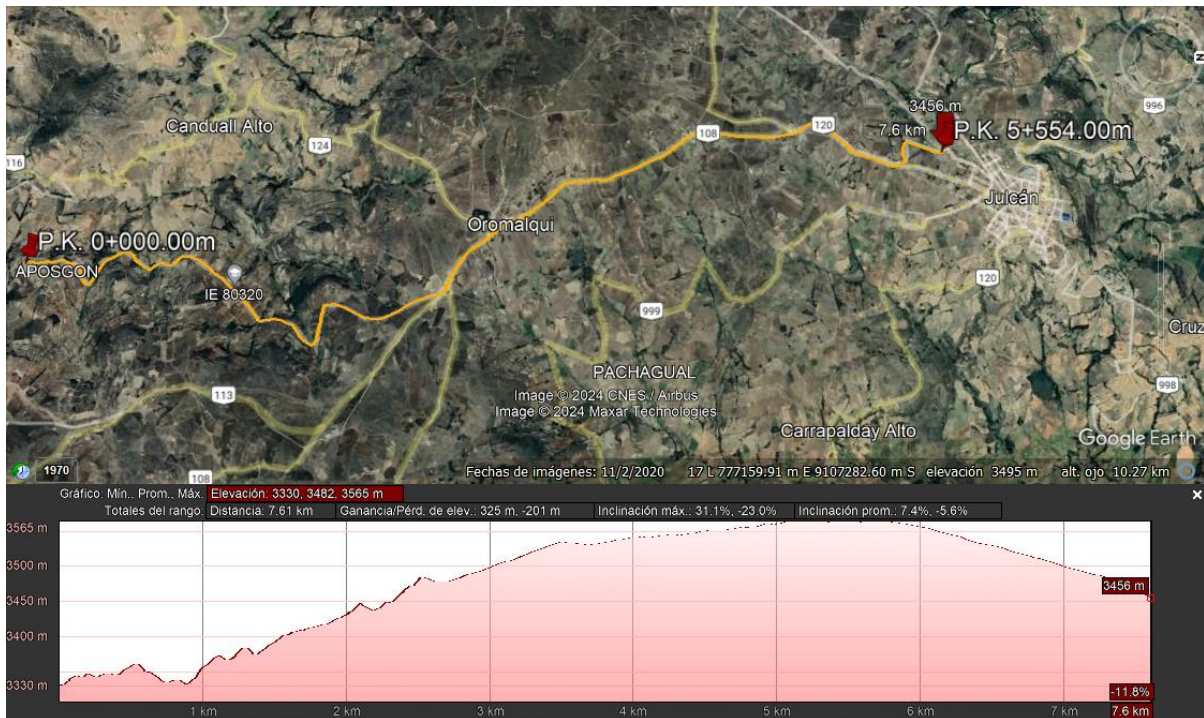 996
Canduall Alto
3456 m
7.6 km
P.K. 5+554.00m
124
108
120
116
Julcán
Oromalqui
P.K. 0+000.00m
APOSGON
IE 80320
120
999
Cruz
PACHAGUAL
113
998
Image © 2024 CNES / Airbus
Image © 2024 Maxar Technologies
Carrapalday Alto
Google Earth
1970
108
Fechas de imágenes: 11/2/2020 17 L 777159.91 m E 9107282.60 m S elevación 3495 m alt. ojo 10.27 km
Gráfico: Mín., Prom., Máx. Elevación: 3330, 3482, 3565 m
Totales del rango: Distancia: 7.61 km Ganancia/Pérd. de elev.: 325 m, -201 m Inclinación máx.: 31.1%, -23.0% Inclinación prom.: 7.4%, -5.6%
3565 m
3500 m
3450 m
3400 m
3330 m
3456 m
-11.8%
1 km 2 km 3 km 4 km 5 km 6 km 7 km 7.6 km